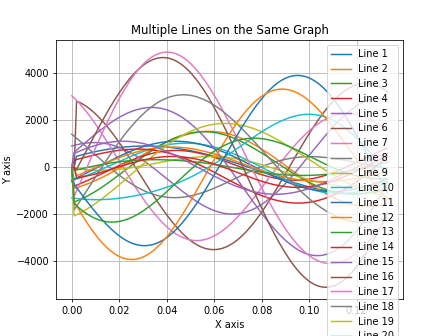 Multiple Lines on the Same Graph
Y axis
4000
2000
0
−2000
−4000
0.00
0.02
0.04
0.06
0.08
0.10
X axis
Line 1
Line 2
Line 3
Line 4
Line 5
Line 6
Line 7
Line 8
Line 9
Line 10
Line 11
Line 12
Line 13
Line 14
Line 15
Line 16
Line 17
Line 18
Line 19
Line 20